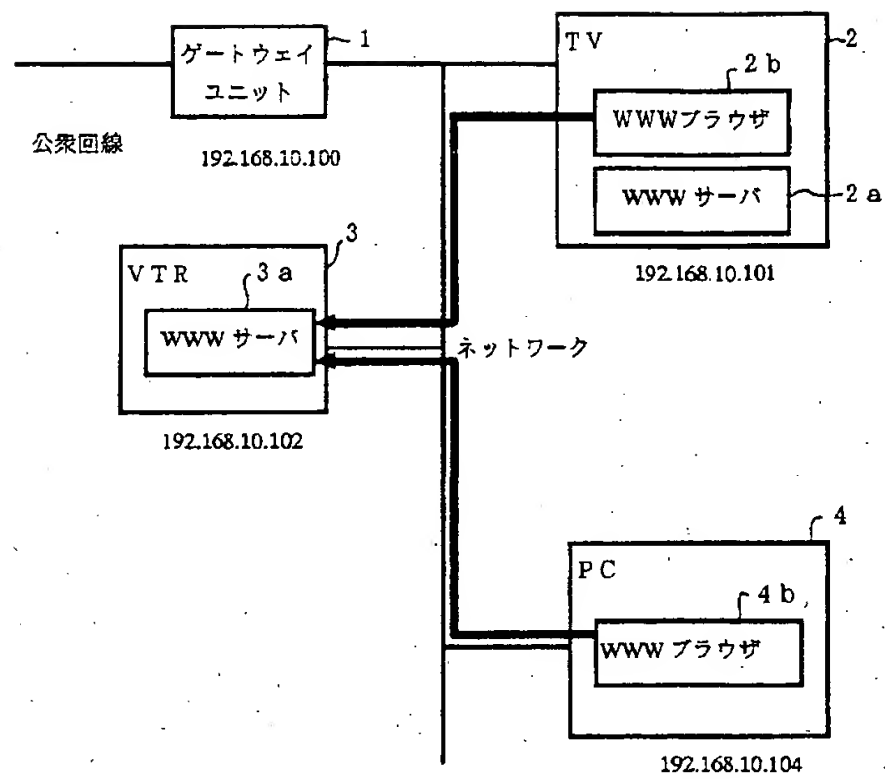 ゲートウェイ
ユニット
1
公衆回線
192.168.10.100
TV
2
2b
WWWブラウザ
WWWサーバ
2a
192.168.10.101
3
VTR
3a
WWWサーバ
192.168.10.102
ネットワーク
4
PC
4b
WWWブラウザ
192.168.10.104